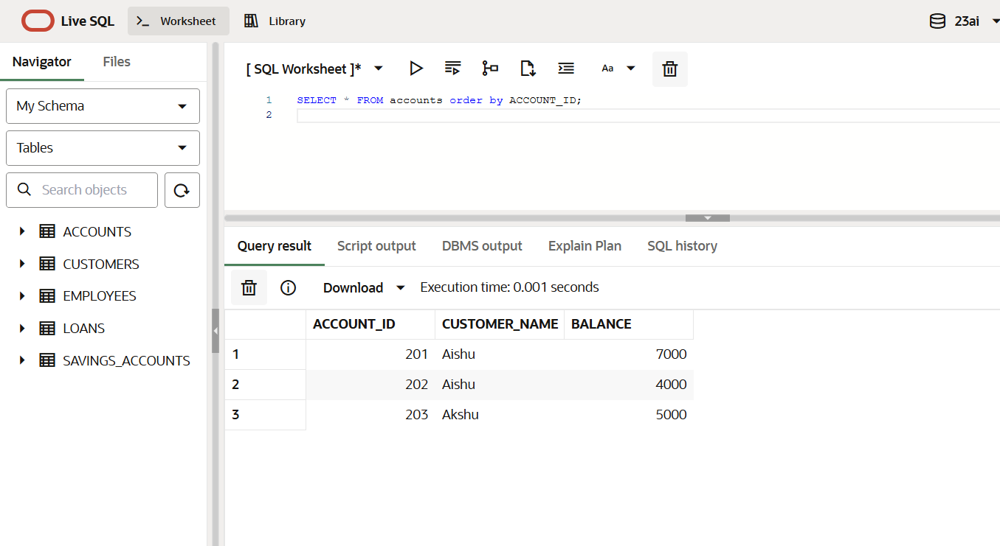 Live SQL
Worksheet
Library
23ai
Navigator
Files
My Schema
Tables
Search objects
ACCOUNTS
CUSTOMERS
EMPLOYEES
LOANS
SAVINGS_ACCOUNTS
[ SQL Worksheet ]*
Aa
1 SELECT * FROM accounts order by ACCOUNT_ID;
2
Query result Script output DBMS output Explain Plan SQL history
Download Execution time: 0.001 seconds
ACCOUNT_ID CUSTOMER_NAME BALANCE
1 201 Aishu 7000
2 202 Aishu 4000
3 203 Akshu 5000